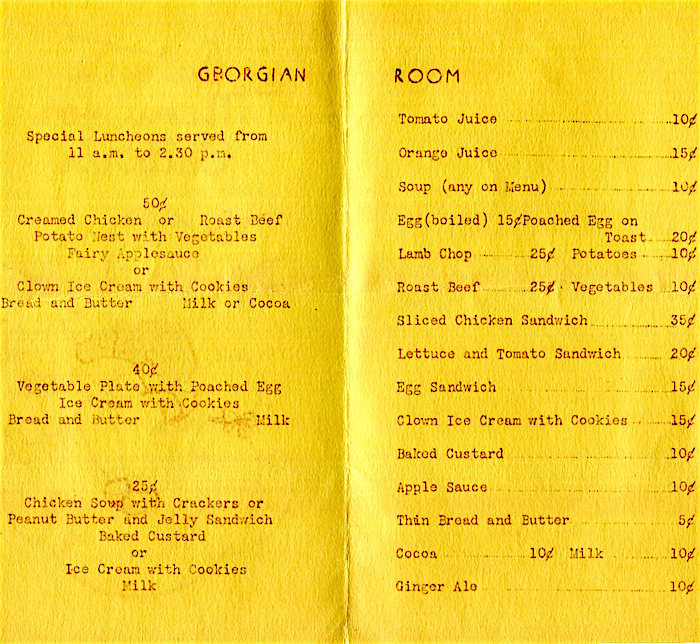 GEORGIAN ROOM
Special Luncheons served from
11 a.m. to 2.30 p.m.
50¢
Creamed Chicken or Roast Beef
Potato Nest with Vegetables
Fairy Applesauce
or
Clown Ice Cream with Cookies
Bread and Butter Milk or Cocoa
40¢
Vegetable Plate with Poached Egg
Ice Cream with Cookies
Bread and Butter Milk
25¢
Chicken Soup with Crackers or
Peanut Butter and Jelly Sandwich
Baked Custard
or
Ice Cream with Cookies
Milk
Tomato Juice 10¢
Orange Juice 15¢
Soup (any on Menu) 10¢
Egg(boiled) 15¢Poached Egg on
Toast 20¢
Lamb Chop 25¢ Potatoes 10¢
Roast Beef 25¢ Vegetables 10¢
Sliced Chicken Sandwich 35¢
Lettuce and Tomato Sandwich 20¢
Egg Sandwich 15¢
Clown Ice Cream with Cookies 15¢
Baked Custard 10¢
Apple Sauce 10¢
Thin Bread and Butter 5¢
Cocoa 10¢ Milk 10¢
Ginger Ale 10¢